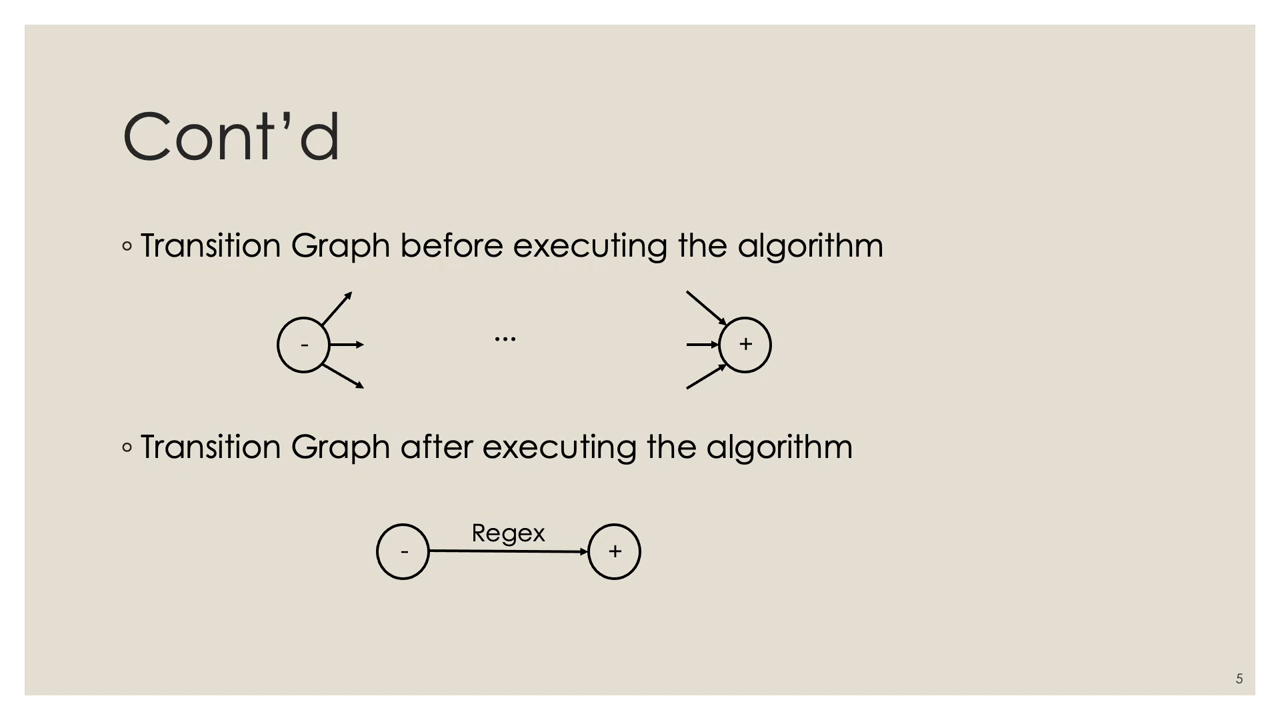 Cont’d
◦ Transition Graph before executing the algorithm
- ... +
◦ Transition Graph after executing the algorithm
Regex
- +
5